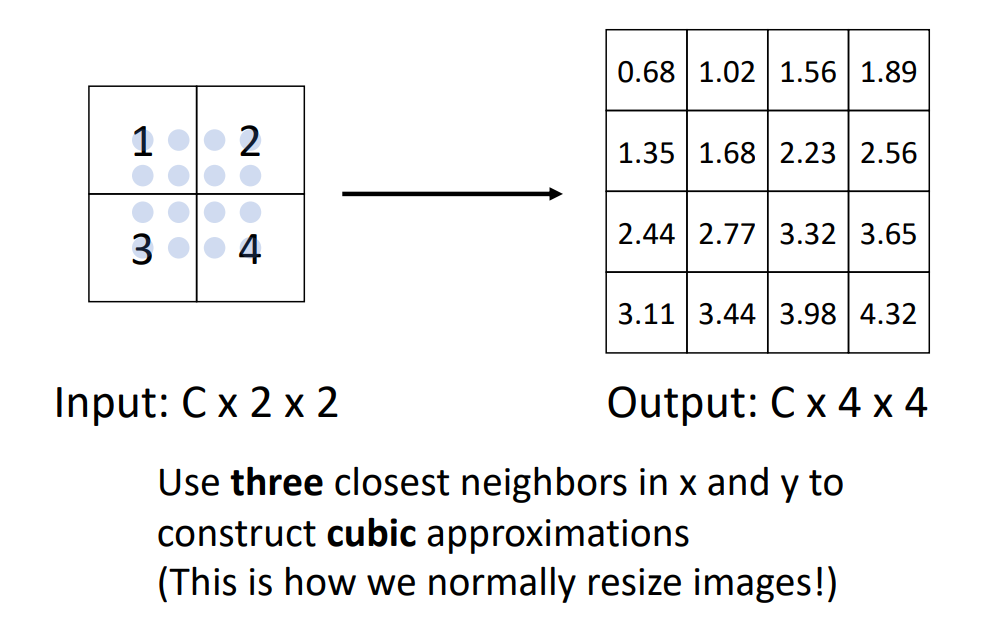 1 2
3 4
0.68 1.02 1.56 1.89
1.35 1.68 2.23 2.56
2.44 2.77 3.32 3.65
3.11 3.44 3.98 4.32
Input: C x 2 x 2
Output: C x 4 x 4
Use three closest neighbors in x and y to
construct cubic approximations
(This is how we normally resize images!)